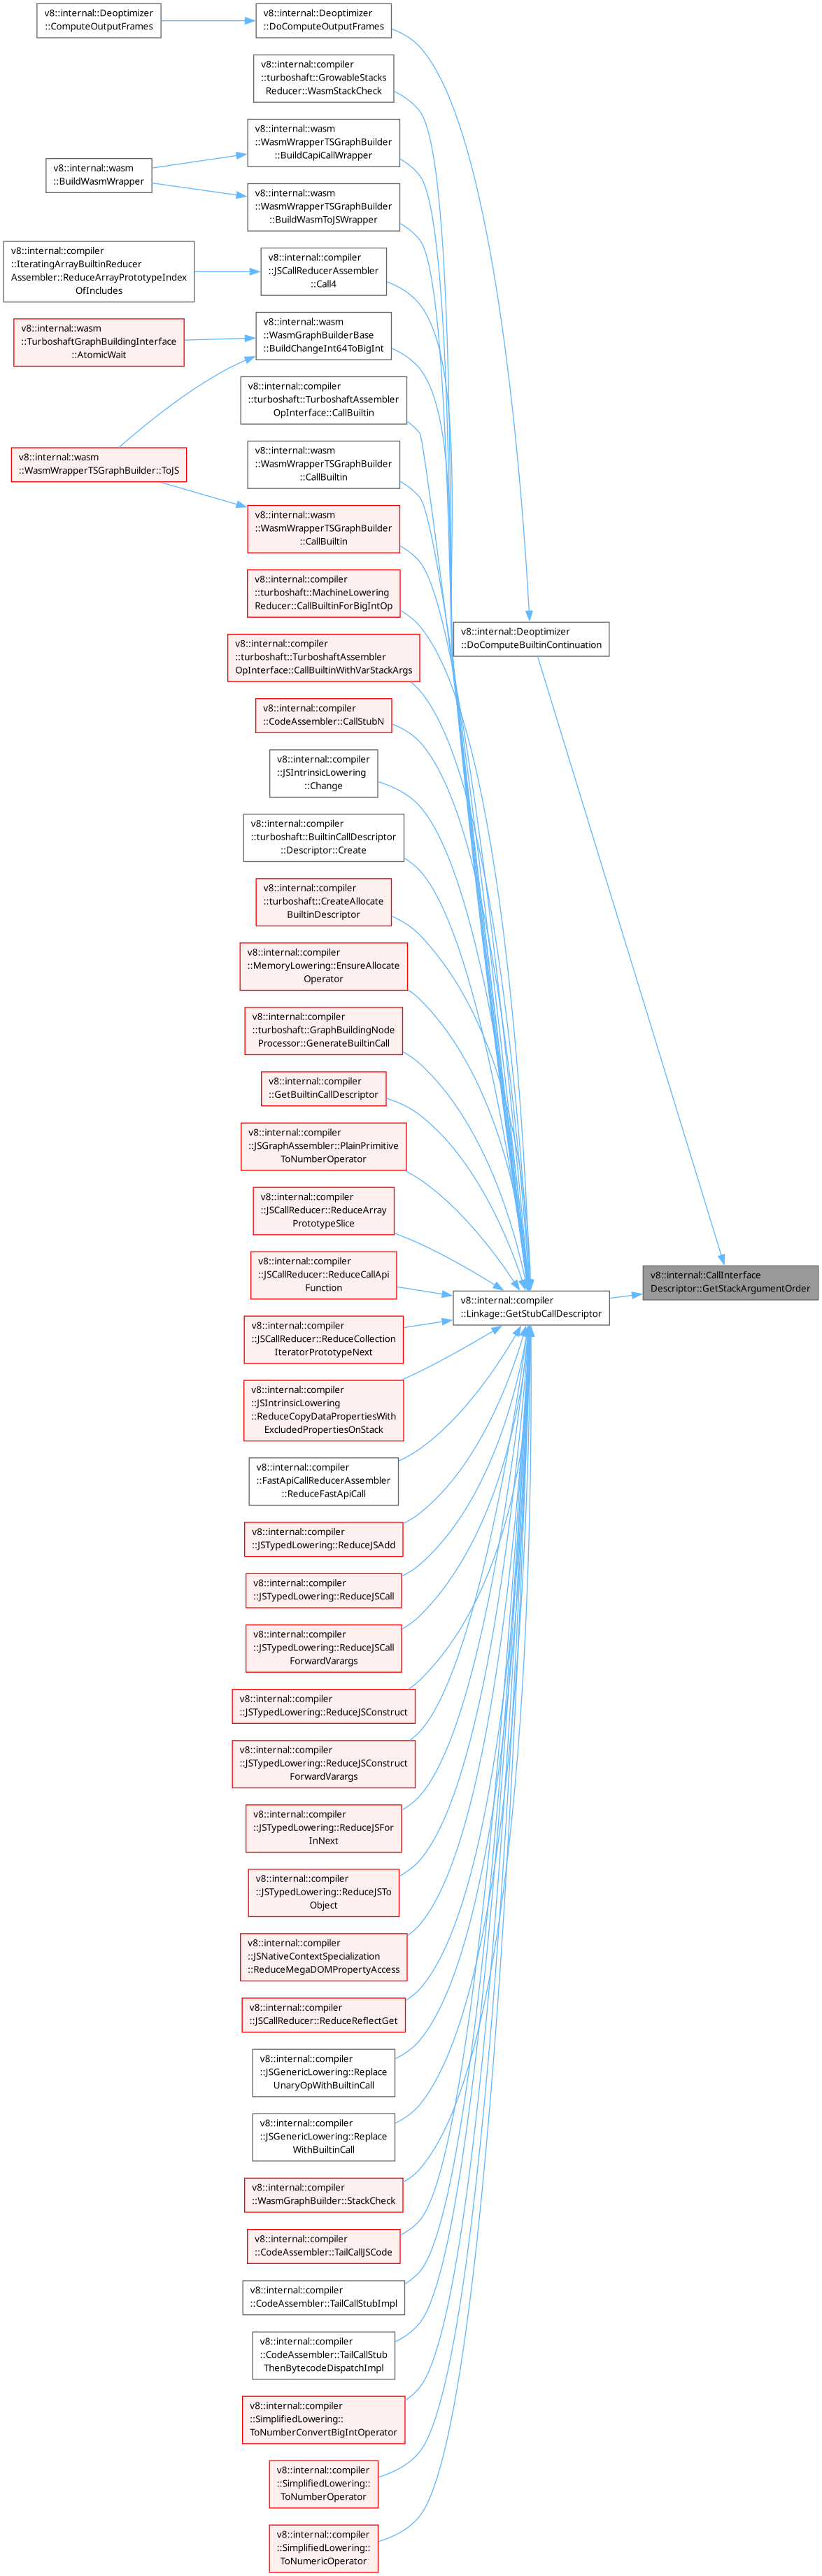 v8::internal::Deoptimizer
::ComputeOutputFrames
v8::internal::Deoptimizer
::DoComputeOutputFrames
v8::internal::compiler
::turboshaft::GrowableStacks
Reducer::WasmStackCheck
v8::internal::wasm
::WasmWrapperTSGraphBuilder
::BuildCapiCallWrapper
v8::internal::wasm
::BuildWasmWrapper
v8::internal::wasm
::WasmWrapperTSGraphBuilder
::BuildWasmToJSWrapper
v8::internal::compiler
::IteratingArrayBuiltinReducer
Assembler::ReduceArrayPrototypeIndex
OfIncludes
v8::internal::compiler
::JSCallReducerAssembler
::Call4
v8::internal::wasm
::TurboshaftGraphBuildingInterface
::AtomicWait
v8::internal::wasm
::WasmGraphBuilderBase
::BuildChangeInt64ToBigInt
v8::internal::compiler
::turboshaft::TurboshaftAssembler
OpInterface::CallBuiltin
v8::internal::wasm
::WasmWrapperTSGraphBuilder::ToJS
v8::internal::wasm
::WasmWrapperTSGraphBuilder
::CallBuiltin
v8::internal::wasm
::WasmWrapperTSGraphBuilder
::CallBuiltin
v8::internal::compiler
::turboshaft::MachineLowering
Reducer::CallBuiltinForBigIntOp
v8::internal::Deoptimizer
::DoComputeBuiltinContinuation
v8::internal::compiler
::turboshaft::TurboshaftAssembler
OpInterface::CallBuiltinWithVarStackArgs
v8::internal::compiler
::CodeAssembler::CallStubN
v8::internal::compiler
::JSIntrinsicLowering
::Change
v8::internal::compiler
::turboshaft::BuiltinCallDescriptor
::Descriptor::Create
v8::internal::compiler
::turboshaft::CreateAllocate
BuiltinDescriptor
v8::internal::compiler
::MemoryLowering::EnsureAllocate
Operator
v8::internal::compiler
::turboshaft::GraphBuildingNode
Processor::GenerateBuiltinCall
v8::internal::compiler
::GetBuiltinCallDescriptor
v8::internal::compiler
::JSGraphAssembler::PlainPrimitive
ToNumberOperator
v8::internal::compiler
::JSCallReducer::ReduceArray
PrototypeSlice
v8::internal::compiler
::JSCallReducer::ReduceCallApi
Function
v8::internal::CallInterface
Descriptor::GetStackArgumentOrder
v8::internal::compiler
::Linkage::GetStubCallDescriptor
v8::internal::compiler
::JSCallReducer::ReduceCollection
IteratorPrototypeNext
v8::internal::compiler
::JSIntrinsicLowering
::ReduceCopyDataPropertiesWith
ExcludedPropertiesOnStack
v8::internal::compiler
::FastApiCallReducerAssembler
::ReduceFastApiCall
v8::internal::compiler
::JSTypedLowering::ReduceJSAdd
v8::internal::compiler
::JSTypedLowering::ReduceJSCall
v8::internal::compiler
::JSTypedLowering::ReduceJSCall
ForwardVarargs
v8::internal::compiler
::JSTypedLowering::ReduceJSConstruct
v8::internal::compiler
::JSTypedLowering::ReduceJSConstruct
ForwardVarargs
v8::internal::compiler
::JSTypedLowering::ReduceJSFor
InNext
v8::internal::compiler
::JSTypedLowering::ReduceJSTo
Object
v8::internal::compiler
::JSNativeContextSpecialization
::ReduceMegaDOMPropertyAccess
v8::internal::compiler
::JSCallReducer::ReduceReflectGet
v8::internal::compiler
::JSGenericLowering::Replace
UnaryOpWithBuiltinCall
v8::internal::compiler
::JSGenericLowering::Replace
WithBuiltinCall
v8::internal::compiler
::WasmGraphBuilder::StackCheck
v8::internal::compiler
::CodeAssembler::TailCallJSCode
v8::internal::compiler
::CodeAssembler::TailCallStubImpl
v8::internal::compiler
::CodeAssembler::TailCallStub
ThenBytecodeDispatchImpl
v8::internal::compiler
::SimplifiedLowering::
ToNumberConvertBigIntOperator
v8::internal::compiler
::SimplifiedLowering::
ToNumberOperator
v8::internal::compiler
::SimplifiedLowering::
ToNumericOperator